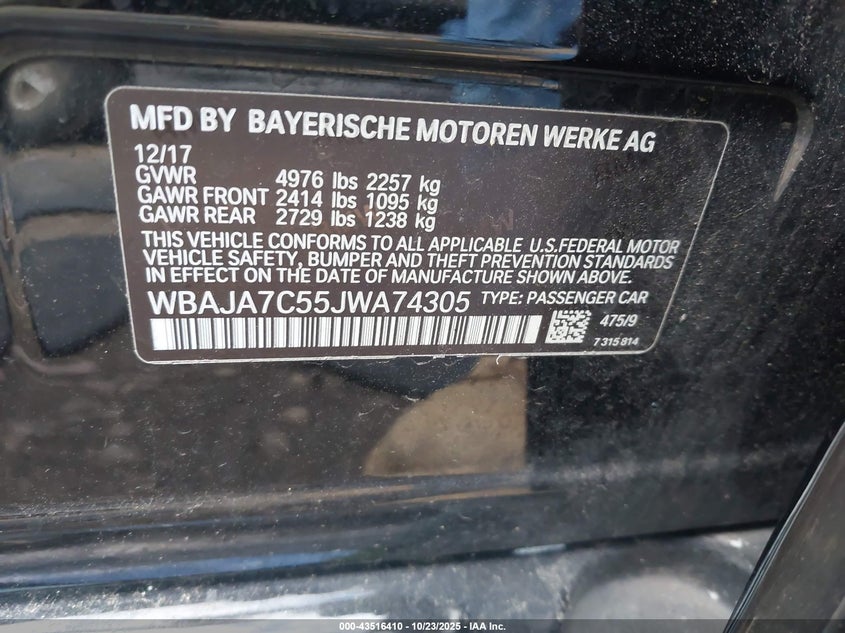 MFD BY BAYERISCHE MOTOREN WERKE AG
12/17
GVWR 4976 lbs 2257 kg
GAWR FRONT 2414 lbs 1095 kg
GAWR REAR 2729 lbs 1238 kg
THIS VEHICLE CONFORMS TO ALL APPLICABLE U.S.FEDERAL MOTOR
VEHICLE SAFETY, BUMPER AND THEFT PREVENTION STANDARDS
IN EFFECT ON THE DATE OF MANUFACTURE SHOWN ABOVE.
WBAJA7C55JWA74305 TYPE: PASSENGER CAR
475/9
7 315 814
000-43516410 - 10/23/2025 - IAA Inc.